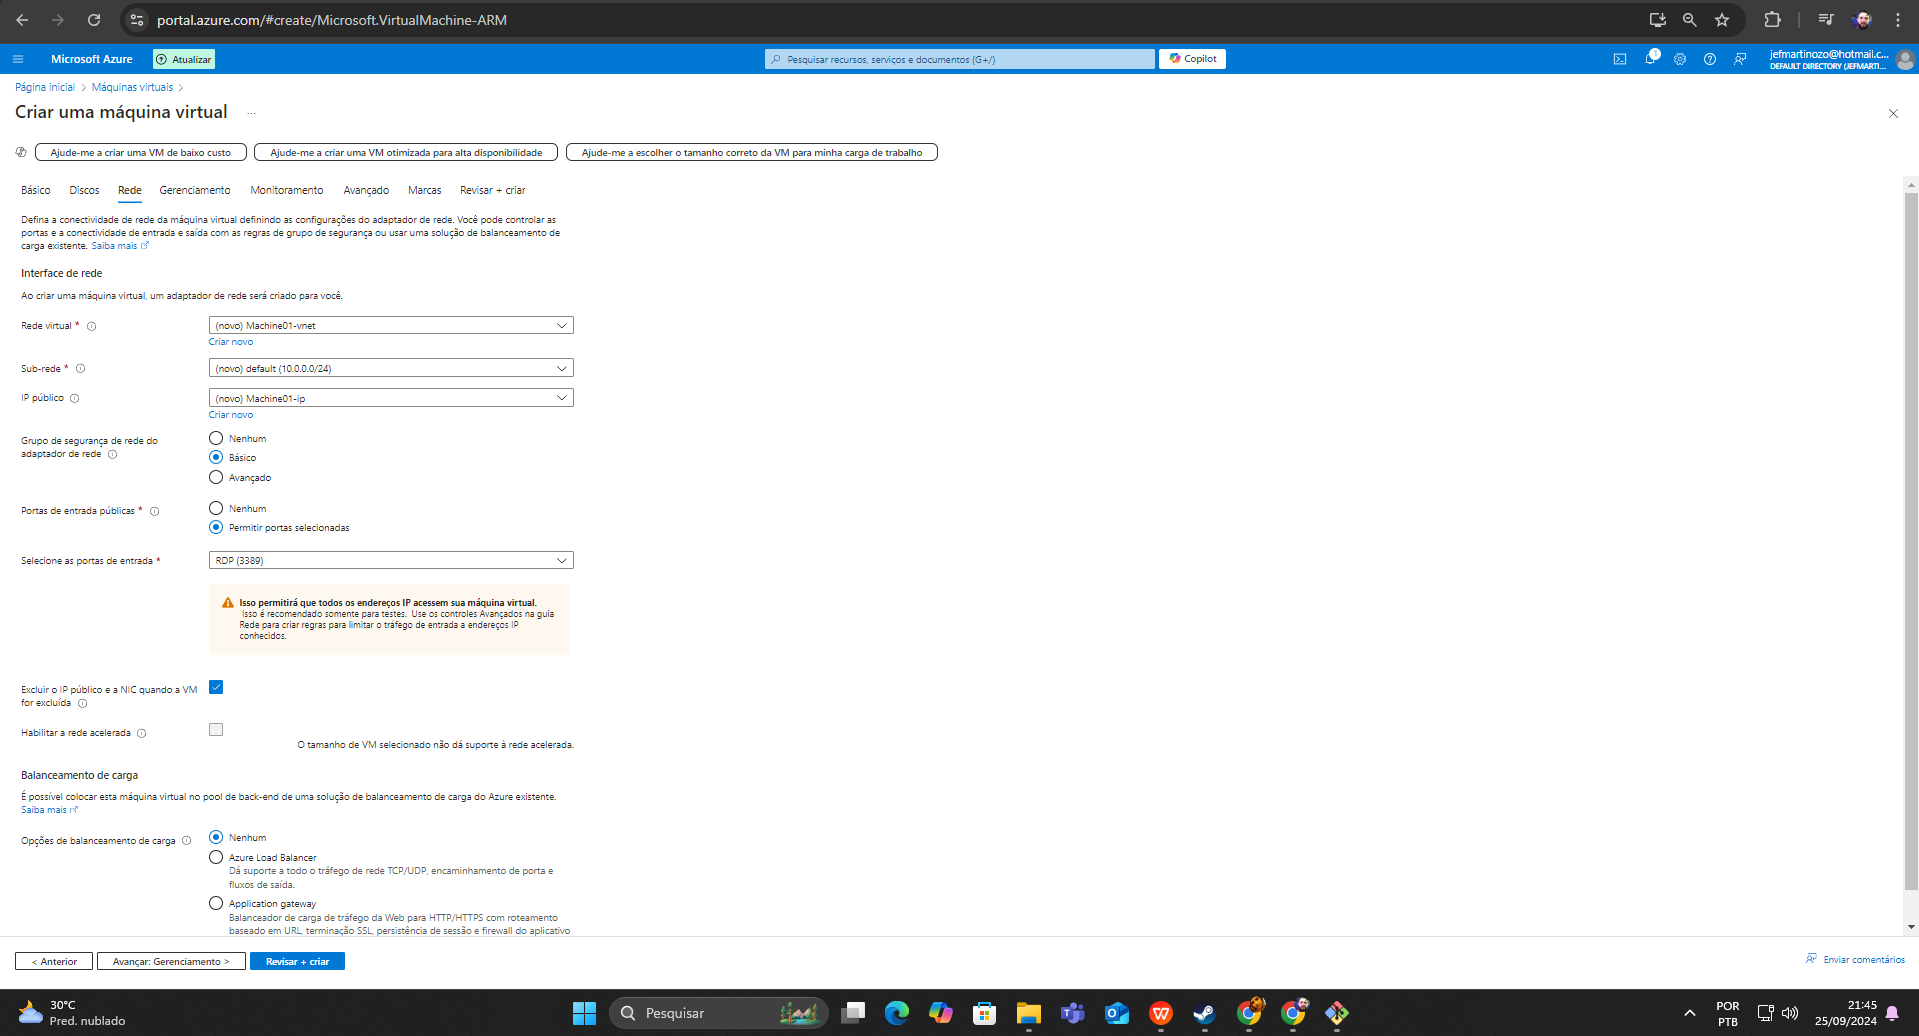 portal.azure.com/#create/Microsoft.VirtualMachine-ARM
Microsoft Azure
Atualizar
Pesquisar recursos, serviços e documentos (G+/)
Copilot
1
jefmartinozo@hotmail.c...
DEFAULT DIRECTORY (JEFMARTI...
Página inicial > Máquinas virtuais >
Criar uma máquina virtual ...
Ajude-me a criar uma VM de baixo custo
Ajude-me a criar uma VM otimizada para alta disponibilidade
Ajude-me a escolher o tamanho correto da VM para minha carga de trabalho
Básico Discos Rede Gerenciamento Monitoramento Avançado Marcas Revisar + criar
Defina a conectividade de rede da máquina virtual definindo as configurações do adaptador de rede. Você pode controlar as
portas e a conectividade de entrada e saída com as regras de grupo de segurança ou usar uma solução de balanceamento de
carga existente. Saiba mais
Interface de rede
Ao criar uma máquina virtual, um adaptador de rede será criado para você.
Rede virtual *
(novo) Machine01-vnet
Criar novo
Sub-rede *
(novo) default (10.0.0.0/24)
IP público
(novo) Machine01-ip
Criar novo
Grupo de segurança de rede do
adaptador de rede
Nenhum
Básico
Avançado
Portas de entrada públicas *
Nenhum
Permitir portas selecionadas
Selecione as portas de entrada *
RDP (3389)
Isso permitirá que todos os endereços IP acessem sua máquina virtual.
Isso é recomendado somente para testes. Use os controles Avançados na guia
Rede para criar regras para limitar o tráfego de entrada a endereços IP
conhecidos.
Excluir o IP público e a NIC quando a VM
for excluída
Habilitar a rede acelerada
O tamanho de VM selecionado não dá suporte à rede acelerada.
Balanceamento de carga
É possível colocar esta máquina virtual no pool de back-end de uma solução de balanceamento de carga do Azure existente.
Saiba mais
Opções de balanceamento de carga
Nenhum
Azure Load Balancer
Dá suporte a todo o tráfego de rede TCP/UDP, encaminhamento de porta e
fluxos de saída.
Application gateway
Balanceador de carga de tráfego da Web para HTTP/HTTPS com roteamento
baseado em URL, terminação SSL, persistência de sessão e firewall do aplicativo
< Anterior
Avançar: Gerenciamento >
Revisar + criar
Enviar comentários
30°C
Pred. nublado
Pesquisar
POR
PTB
21:45
25/09/2024